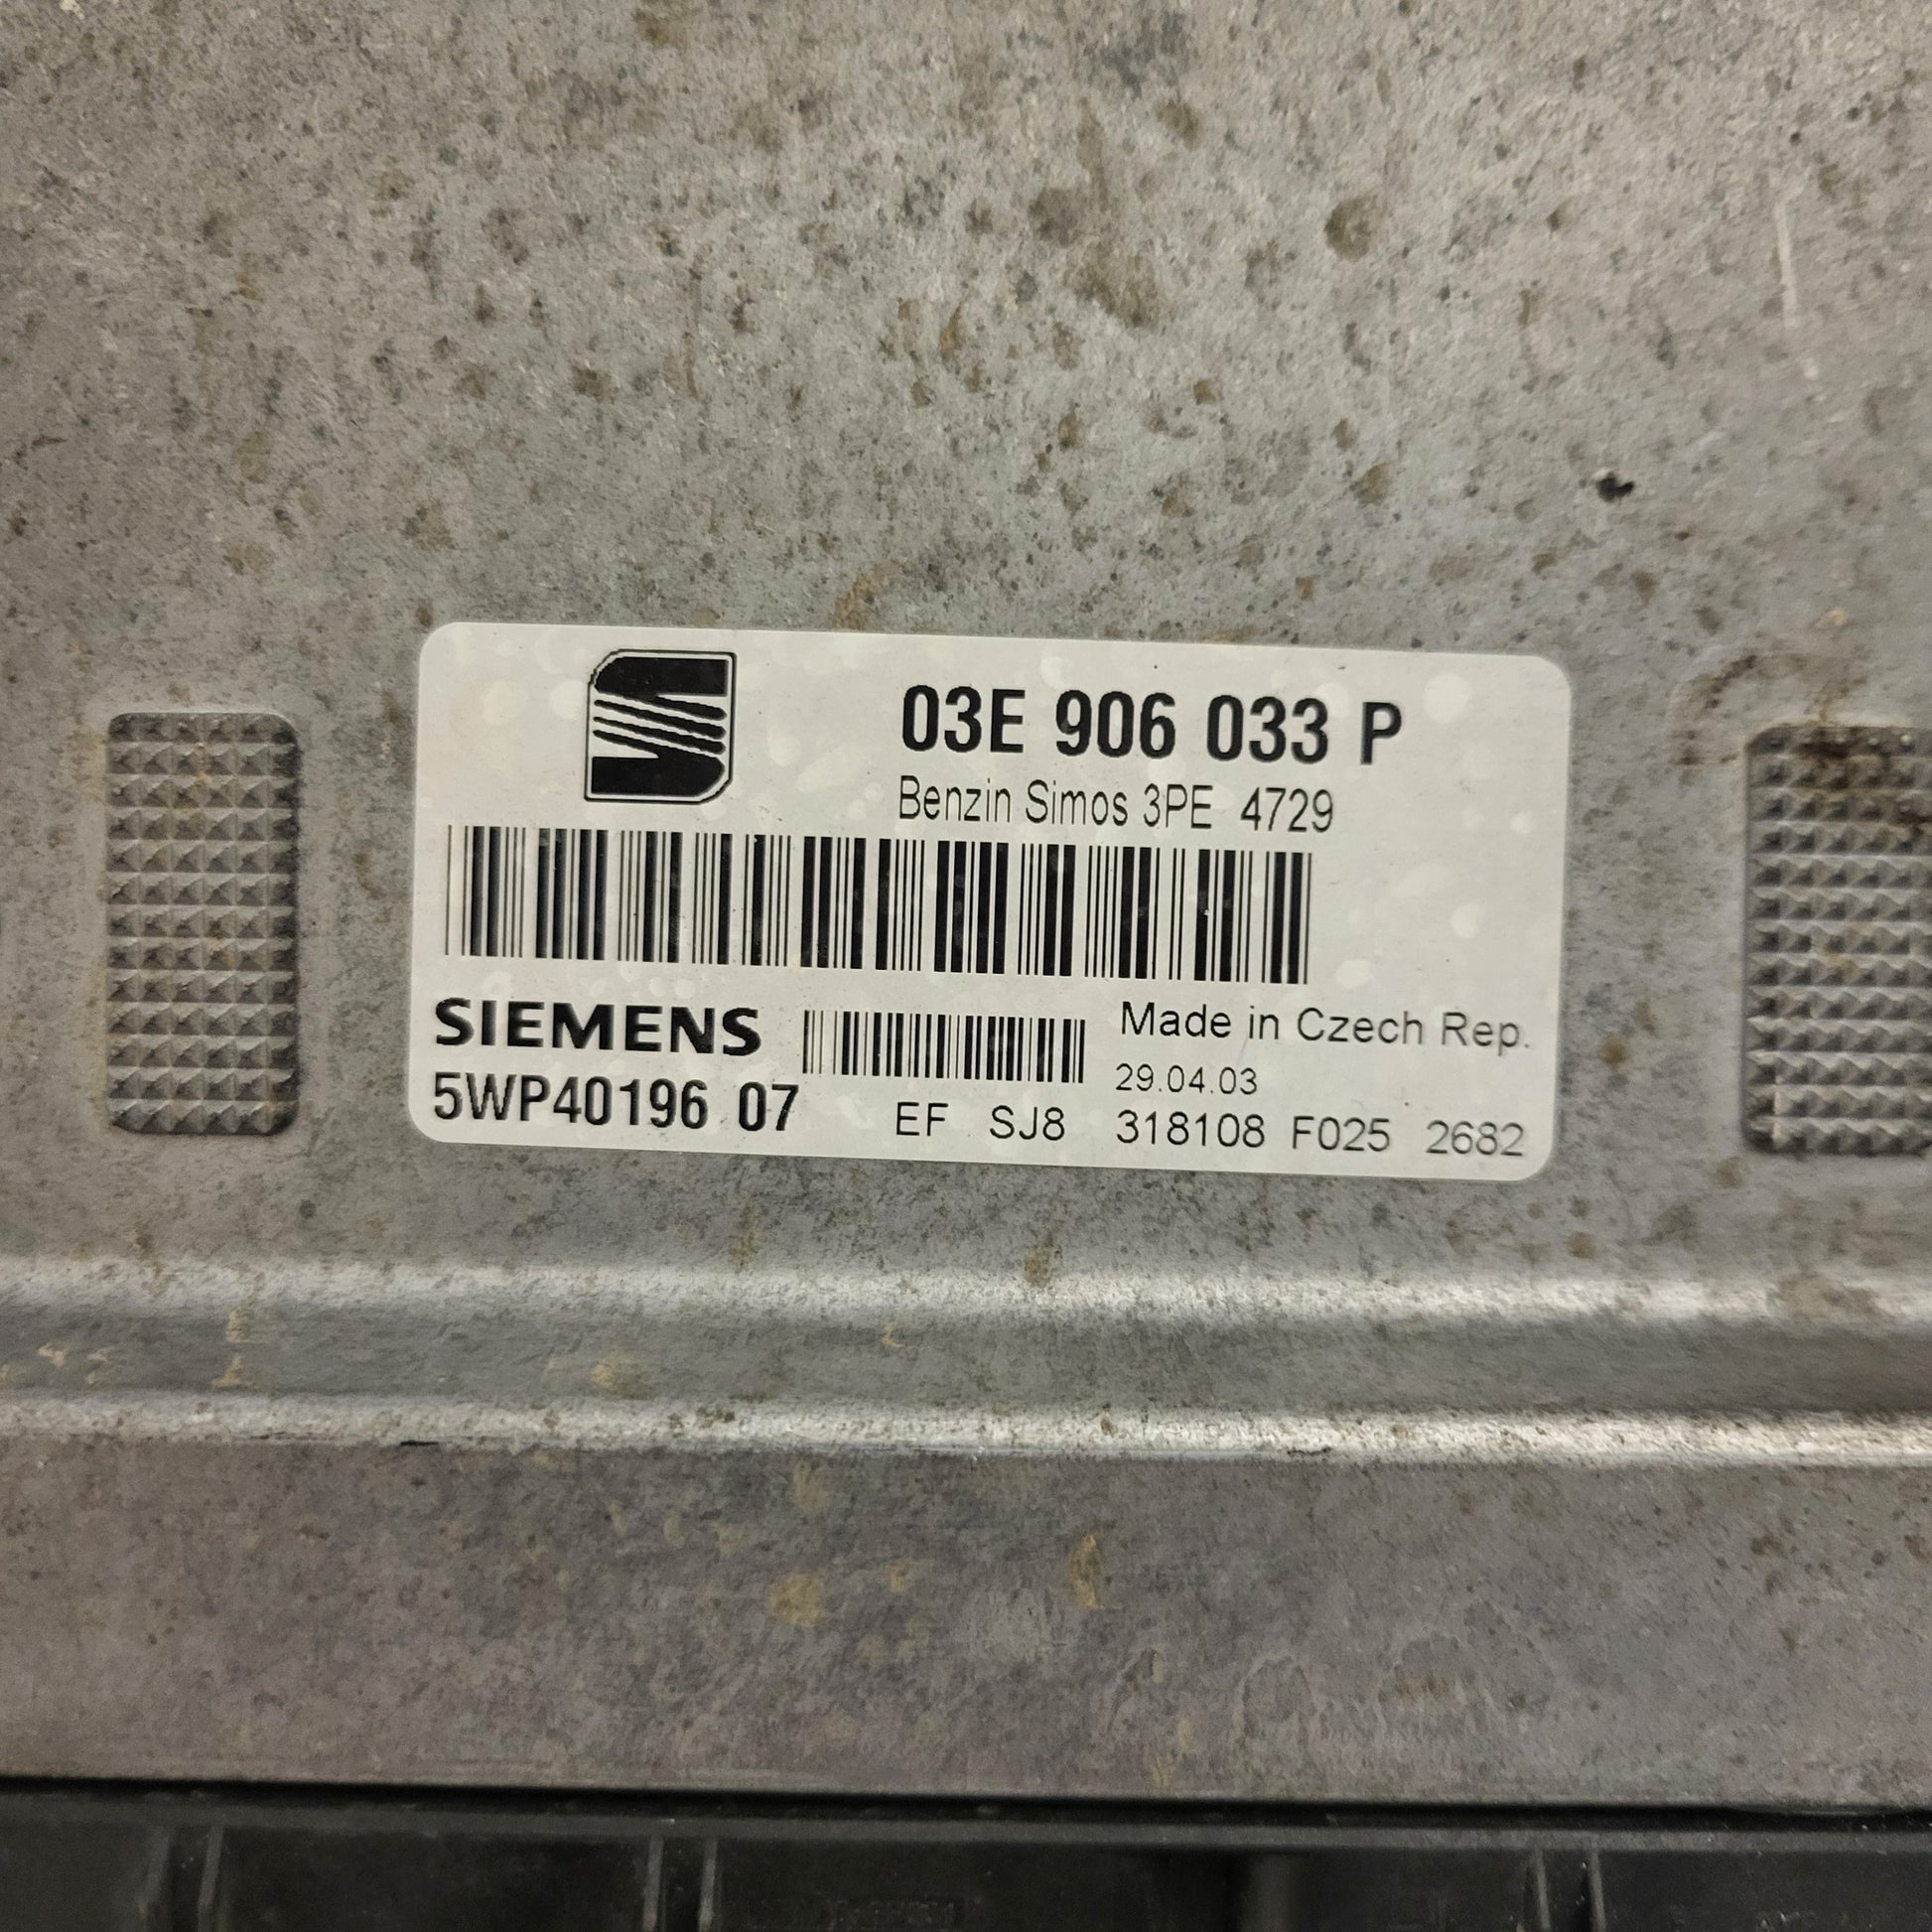 03E 906 033 P
Benzin Simos 3PE 4729
SIEMENS
Made in Czech Rep.
29.04.03
5WP40196 07
EF SJ8 318108 F025 2682